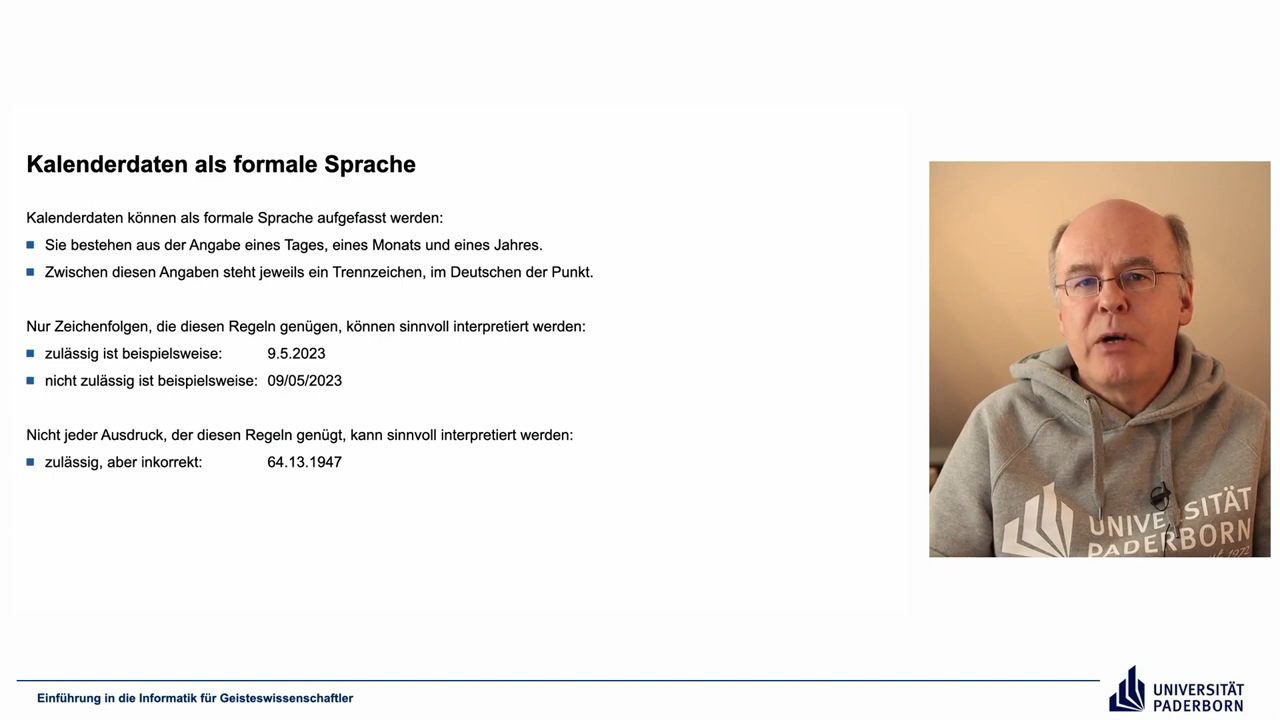 Kalenderdaten als formale Sprache
Kalenderdaten können als formale Sprache aufgefasst werden:
Sie bestehen aus der Angabe eines Tages, eines Monats und eines Jahres.
Zwischen diesen Angaben steht jeweils ein Trennzeichen, im Deutschen der Punkt.
Nur Zeichenfolgen, die diesen Regeln genügen, können sinnvoll interpretiert werden:
zulässig ist beispielsweise: 9.5.2023
nicht zulässig ist beispielsweise: 09/05/2023
Nicht jeder Ausdruck, der diesen Regeln genügt, kann sinnvoll interpretiert werden:
zulässig, aber inkorrekt: 64.13.1947
UNIVERSITÄT
PADERBORN
Einführung in die Informatik für Geisteswissenschaftler
UNIVERSITÄT
PADERBORN